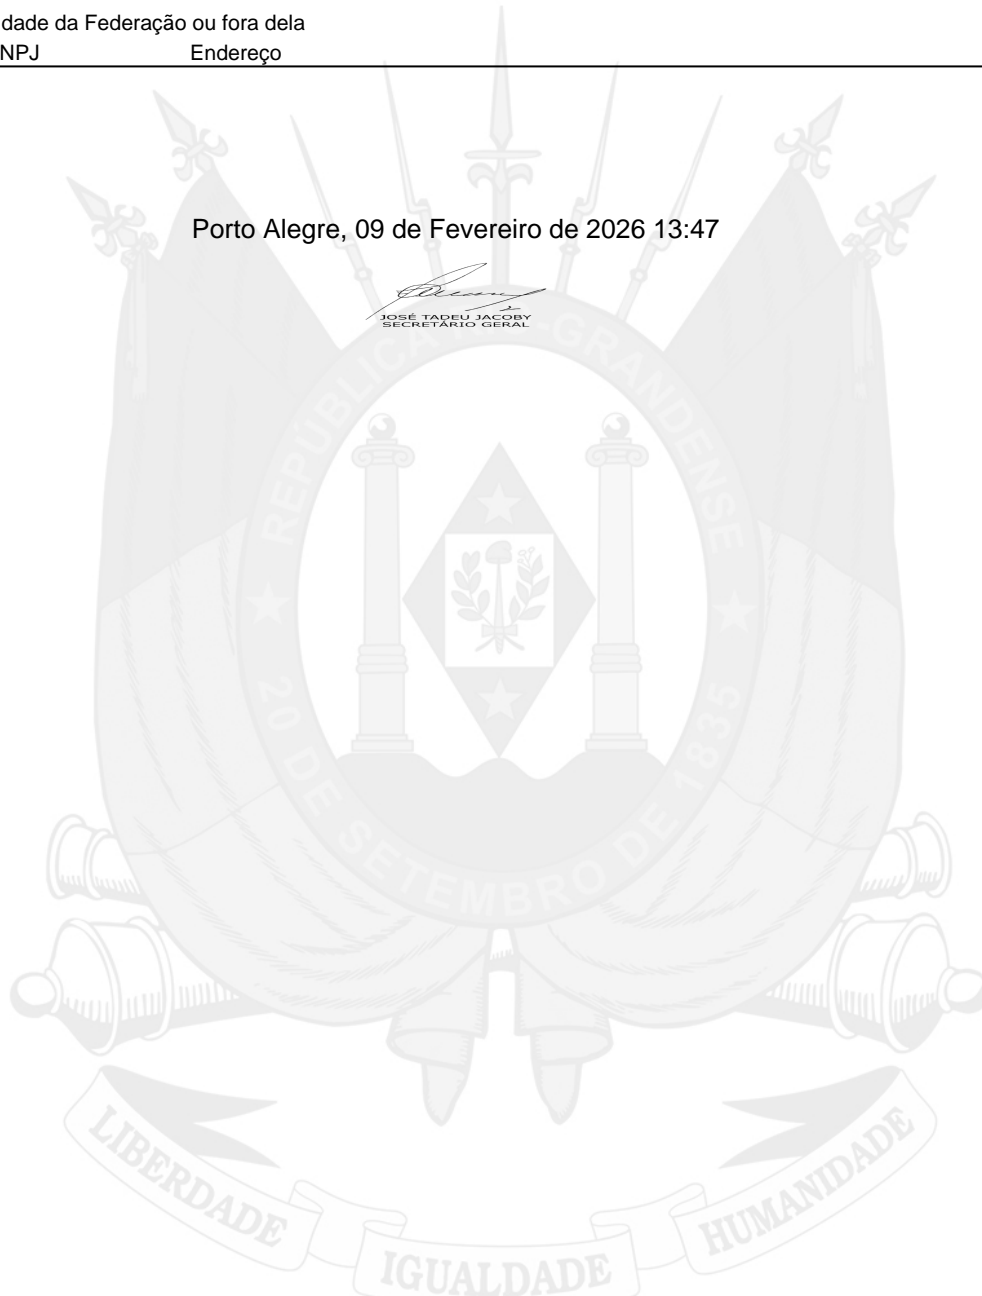 dade da Federação ou fora dela
NPJ Endereço
Porto Alegre, 09 de Fevereiro de 2026 13:47
JOSÉ TADEU JACOBY
SECRETÁRIO GERAL
REPÚBLICA GRANDENSE
20 DE SETEMBRO DE 1835
LIBERDADE
IGUALDADE
HUMANIDADE